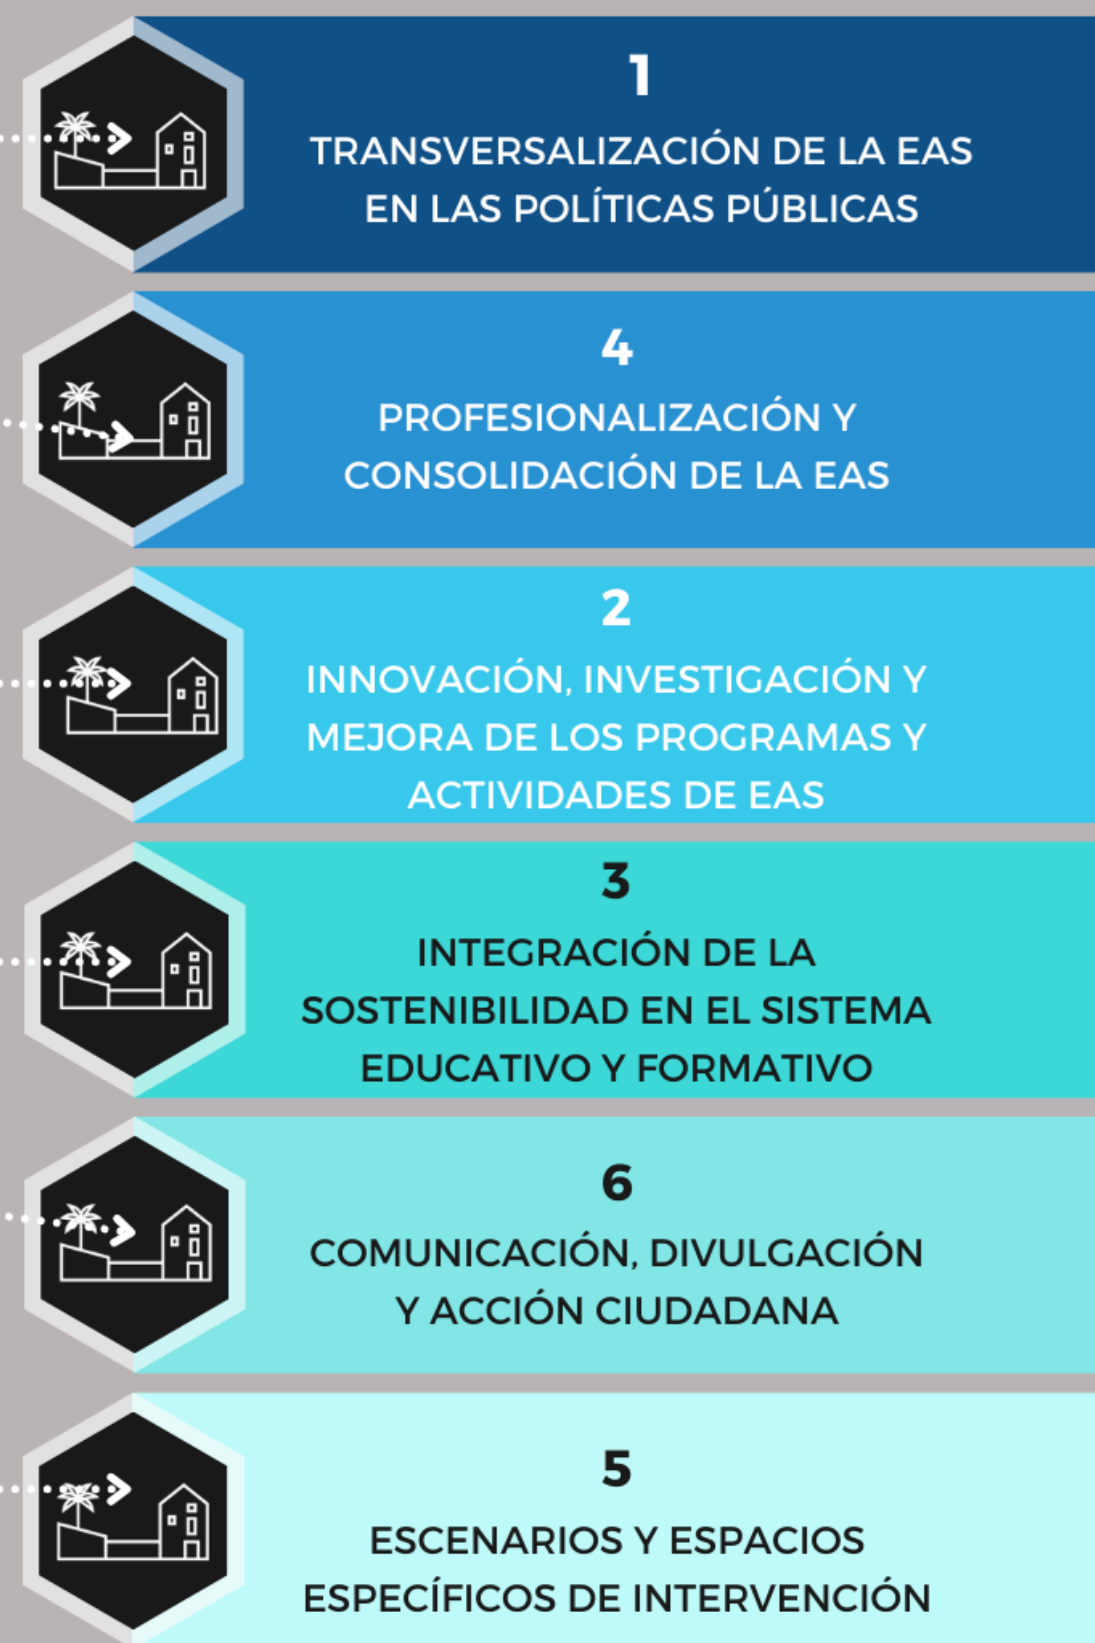 1
TRANSVERSALIZACIÓN DE LA EAS
EN LAS POLÍTICAS PÚBLICAS
4
PROFESIONALIZACIÓN Y
CONSOLIDACIÓN DE LA EAS
2
INNOVACIÓN, INVESTIGACIÓN Y
MEJORA DE LOS PROGRAMAS Y
ACTIVIDADES DE EAS
3
INTEGRACIÓN DE LA
SOSTENIBILIDAD EN EL SISTEMA
EDUCATIVO Y FORMATIVO
6
COMUNICACIÓN, DIVULGACIÓN
Y ACCIÓN CIUDADANA
5
ESCENARIOS Y ESPACIOS
ESPECÍFICOS DE INTERVENCIÓN